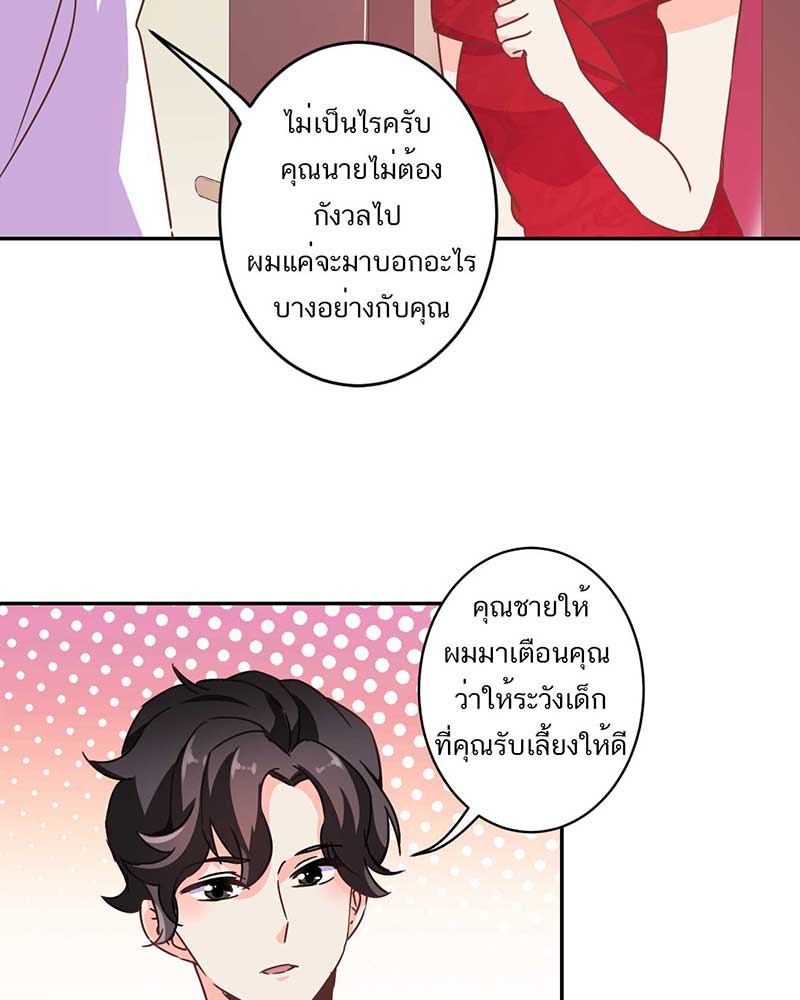 ไม่เป็นไรครับ
คุณนายไม่ต้อง
กังวลไป
ผมแค่จะมาบอกอะไร
บางอย่างกับคุณ
คุณชายให้
ผมมาเตือนคุณ
ว่าให้ระวังเด็ก
ที่คุณรับเลี้ยงให้ดี